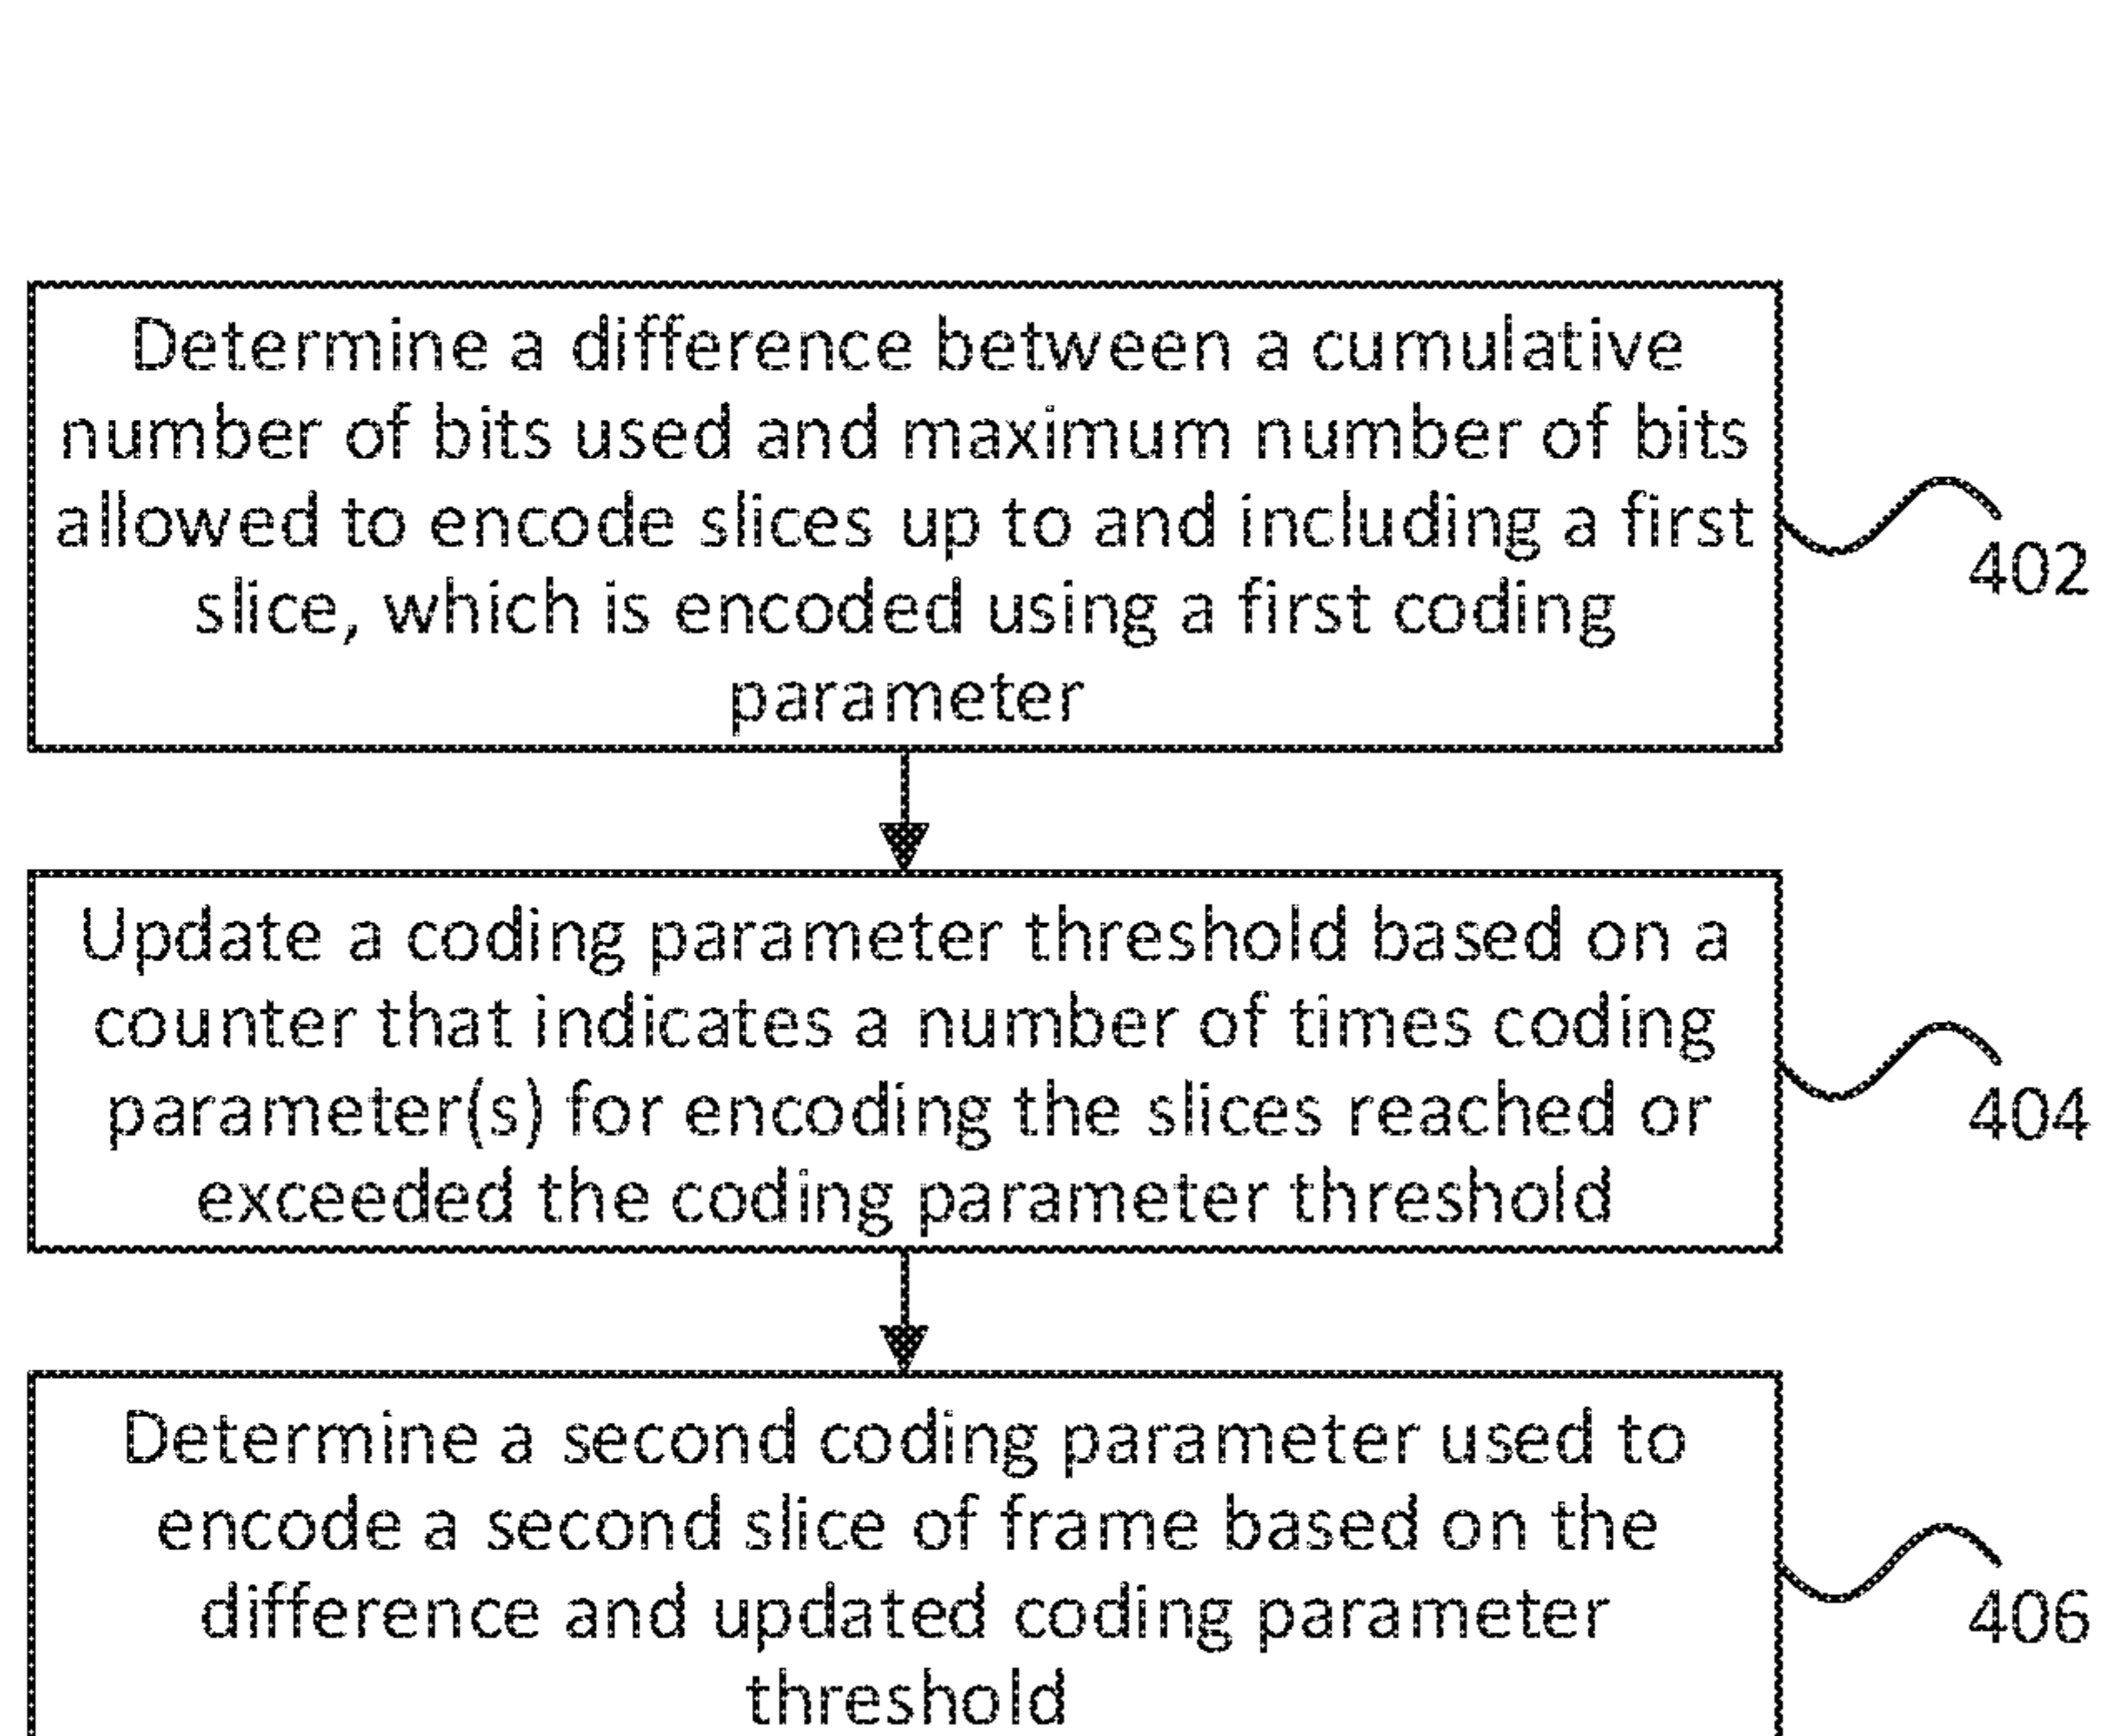 Determine a difference between a cumulative
number of bits used and maximum number of bits
allowed to encode slices up to and including a first
slice, which is encoded using a first coding
parameter
402
Update a coding parameter threshold based on a
counter that indicates a number of times coding
parameter(s) for encoding the slices reached or
exceeded the coding parameter threshold
404
Determine a second coding parameter used to
encode a second slice of frame based on the
difference and updated coding parameter
threshold
406